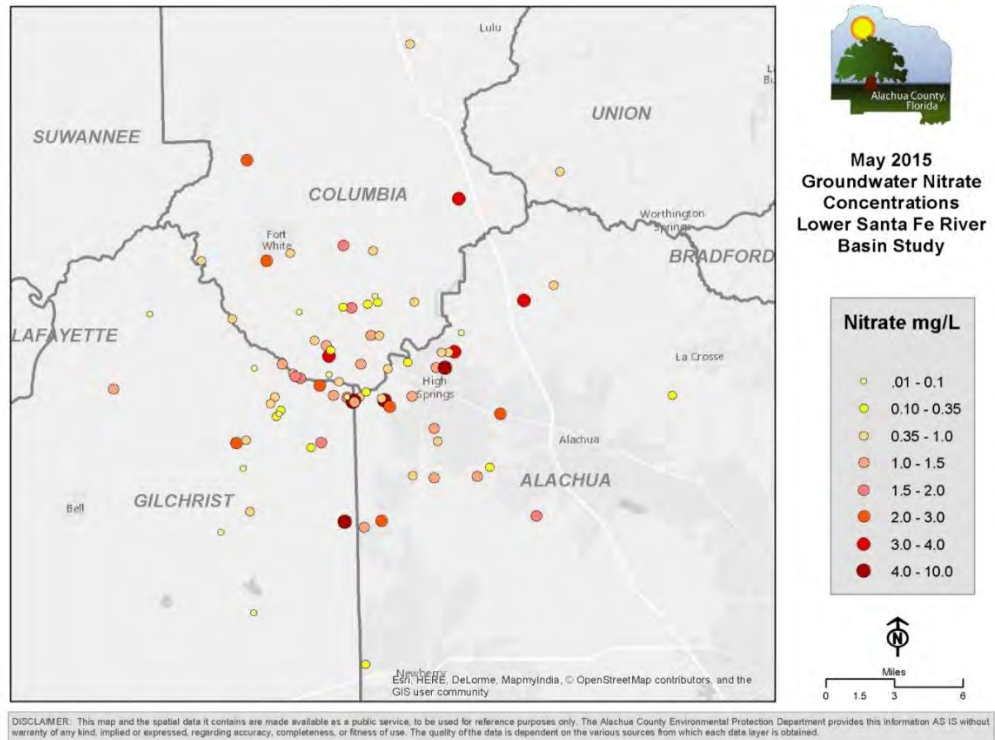 Lulu
UNION
SUWANNEE
COLUMBIA
Fort
White
Worthington
Springs
BRADFORD
LAFAYETTE
La Crosse
High
Springs
Alachua
ALACHUA
GILCHRIST
Bell
Newberry
Esri, HERE, DeLorme, MapmyIndia, © OpenStreetMap contributors, and the
GIS user community
Alachua County,
Florida
May 2015
Groundwater Nitrate
Concentrations
Lower Santa Fe River
Basin Study
Nitrate mg/L
.01 - 0.1
0.10 - 0.35
0.35 - 1.0
1.0 - 1.5
1.5 - 2.0
2.0 - 3.0
3.0 - 4.0
4.0 - 10.0
N
Miles
0 1.5 3 6
DISCLAIMER: This map and the spatial data it contains are made available as a public service, to be used for reference purposes only. The Alachua County Environmental Protection Department provides this information AS IS without
warranty of any kind, implied or expressed, regarding accuracy, completeness, or fitness of use. The quality of the data is dependent on the various sources from which each data layer is obtained.